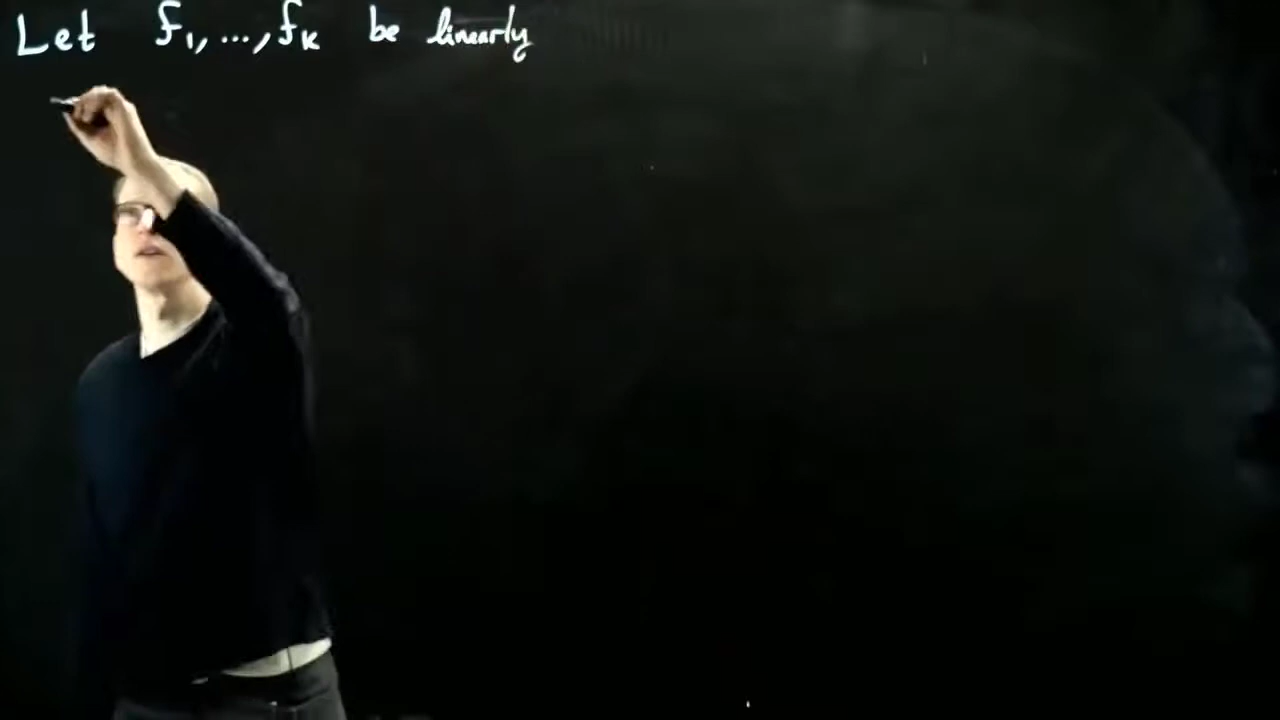 Let f₁, ..., fₖ be linearly